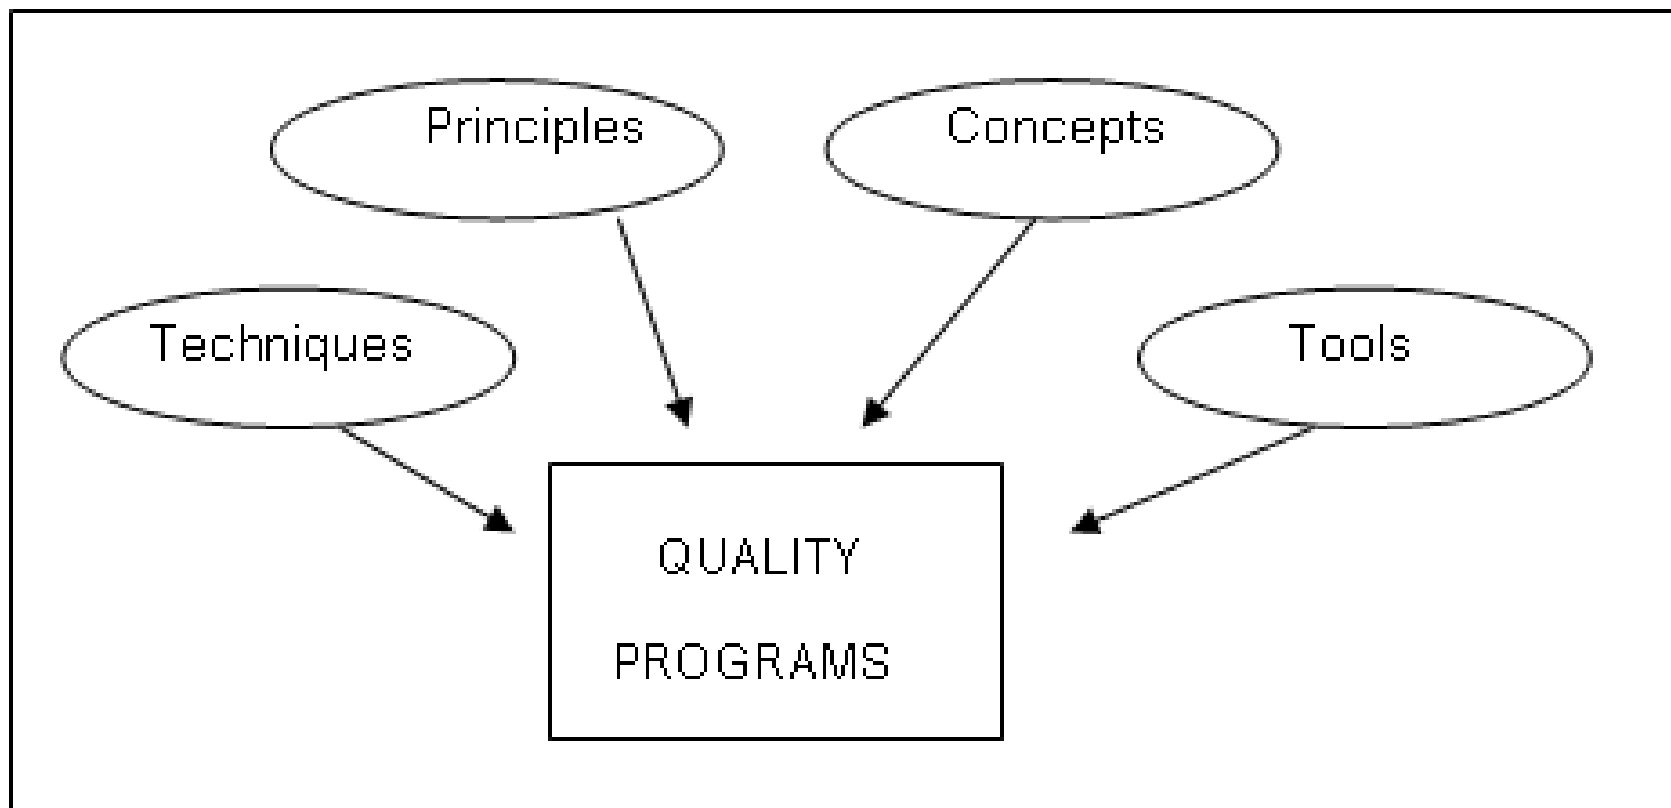 Principles
Concepts
Techniques
Tools
QUALITY
PROGRAMS